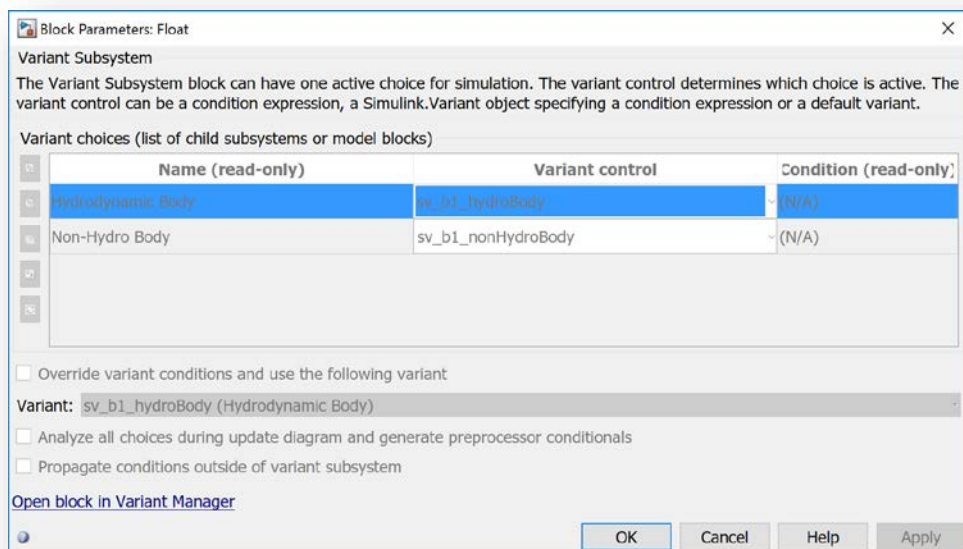 Block Parameters: Float
Variant Subsystem
The Variant Subsystem block can have one active choice for simulation. The variant control determines which choice is active. The
variant control can be a condition expression, a Simulink.Variant object specifying a condition expression or a default variant.
Variant choices (list of child subsystems or model blocks)
Name (read-only) Variant control Condition (read-only)
Hydrodynamic Body sv_b1_hydroBody (N/A)
Non-Hydro Body sv_b1_nonHydroBody (N/A)
Override variant conditions and use the following variant
Variant: sv_b1_hydroBody (Hydrodynamic Body)
Analyze all choices during update diagram and generate preprocessor conditionals
Propagate conditions outside of variant subsystem
Open block in Variant Manager
OK Cancel Help Apply